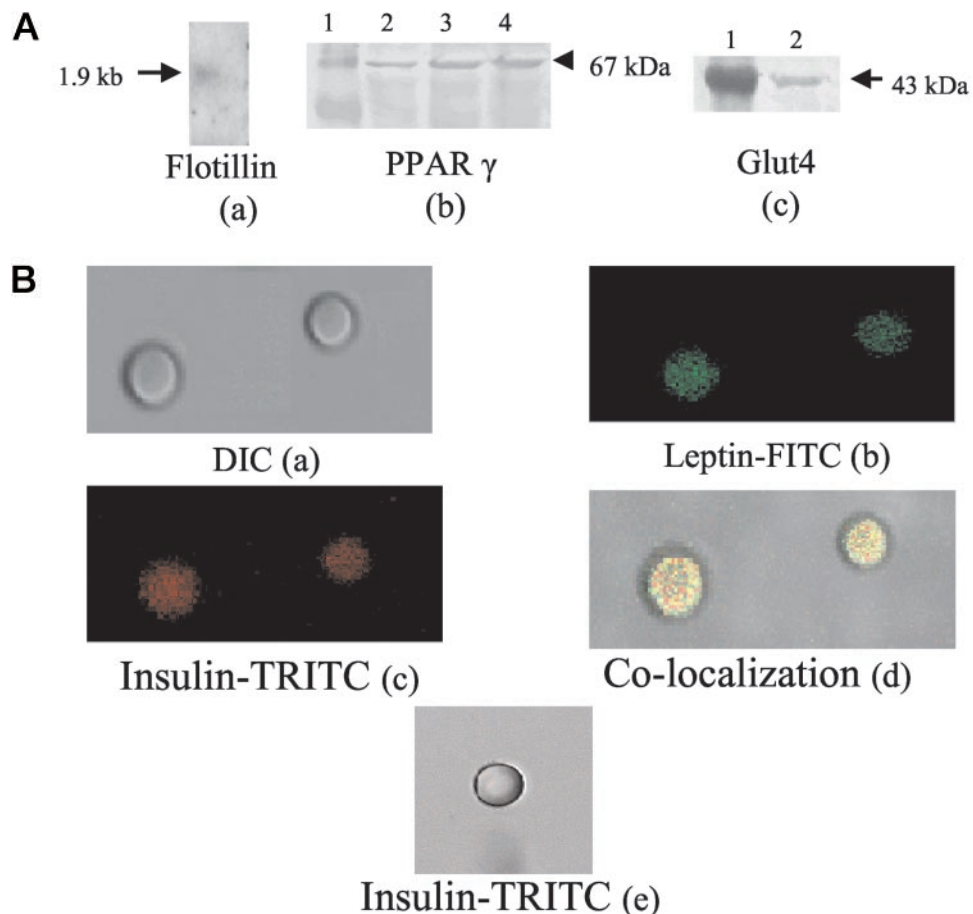 A
1.9 kb
Flotillin
(a)
1 2 3 4
67 kDa
PPAR γ
(b)
1 2
43 kDa
Glut4
(c)
B
DIC (a)
Leptin-FITC (b)
Insulin-TRITC (c)
Co-localization (d)
Insulin-TRITC (e)